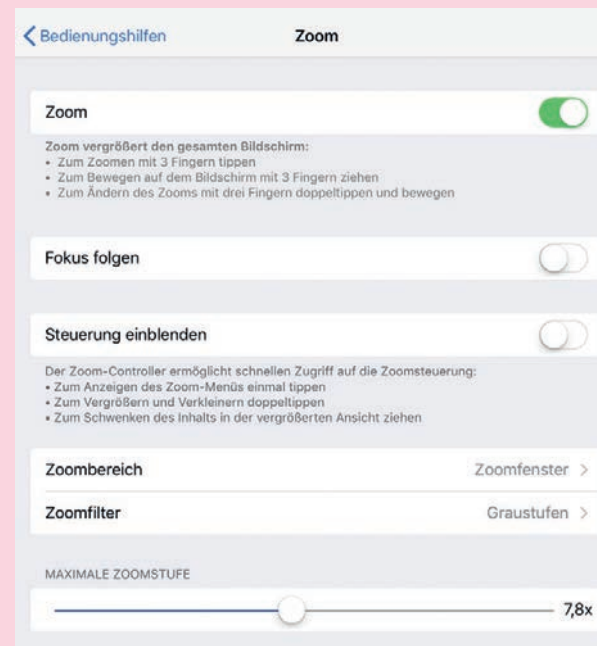 Bedienungshilfen
Zoom
Zoom
Zoom vergrößert den gesamten Bildschirm:
• Zum Zoomen mit 3 Fingern tippen
• Zum Bewegen auf dem Bildschirm mit 3 Fingern ziehen
• Zum Ändern des Zooms mit drei Fingern doppeltippen und bewegen
Fokus folgen
Steuerung einblenden
Der Zoom-Controller ermöglicht schnellen Zugriff auf die Zoomsteuerung:
• Zum Anzeigen des Zoom-Menüs einmal tippen
• Zum Vergrößern und Verkleinern doppeltippen
• Zum Schwenken des Inhalts in der vergrößerten Ansicht ziehen
Zoombereich Zoomfenster >
Zoomfilter Graustufen >
MAXIMALE ZOOMSTUFE
7,8x